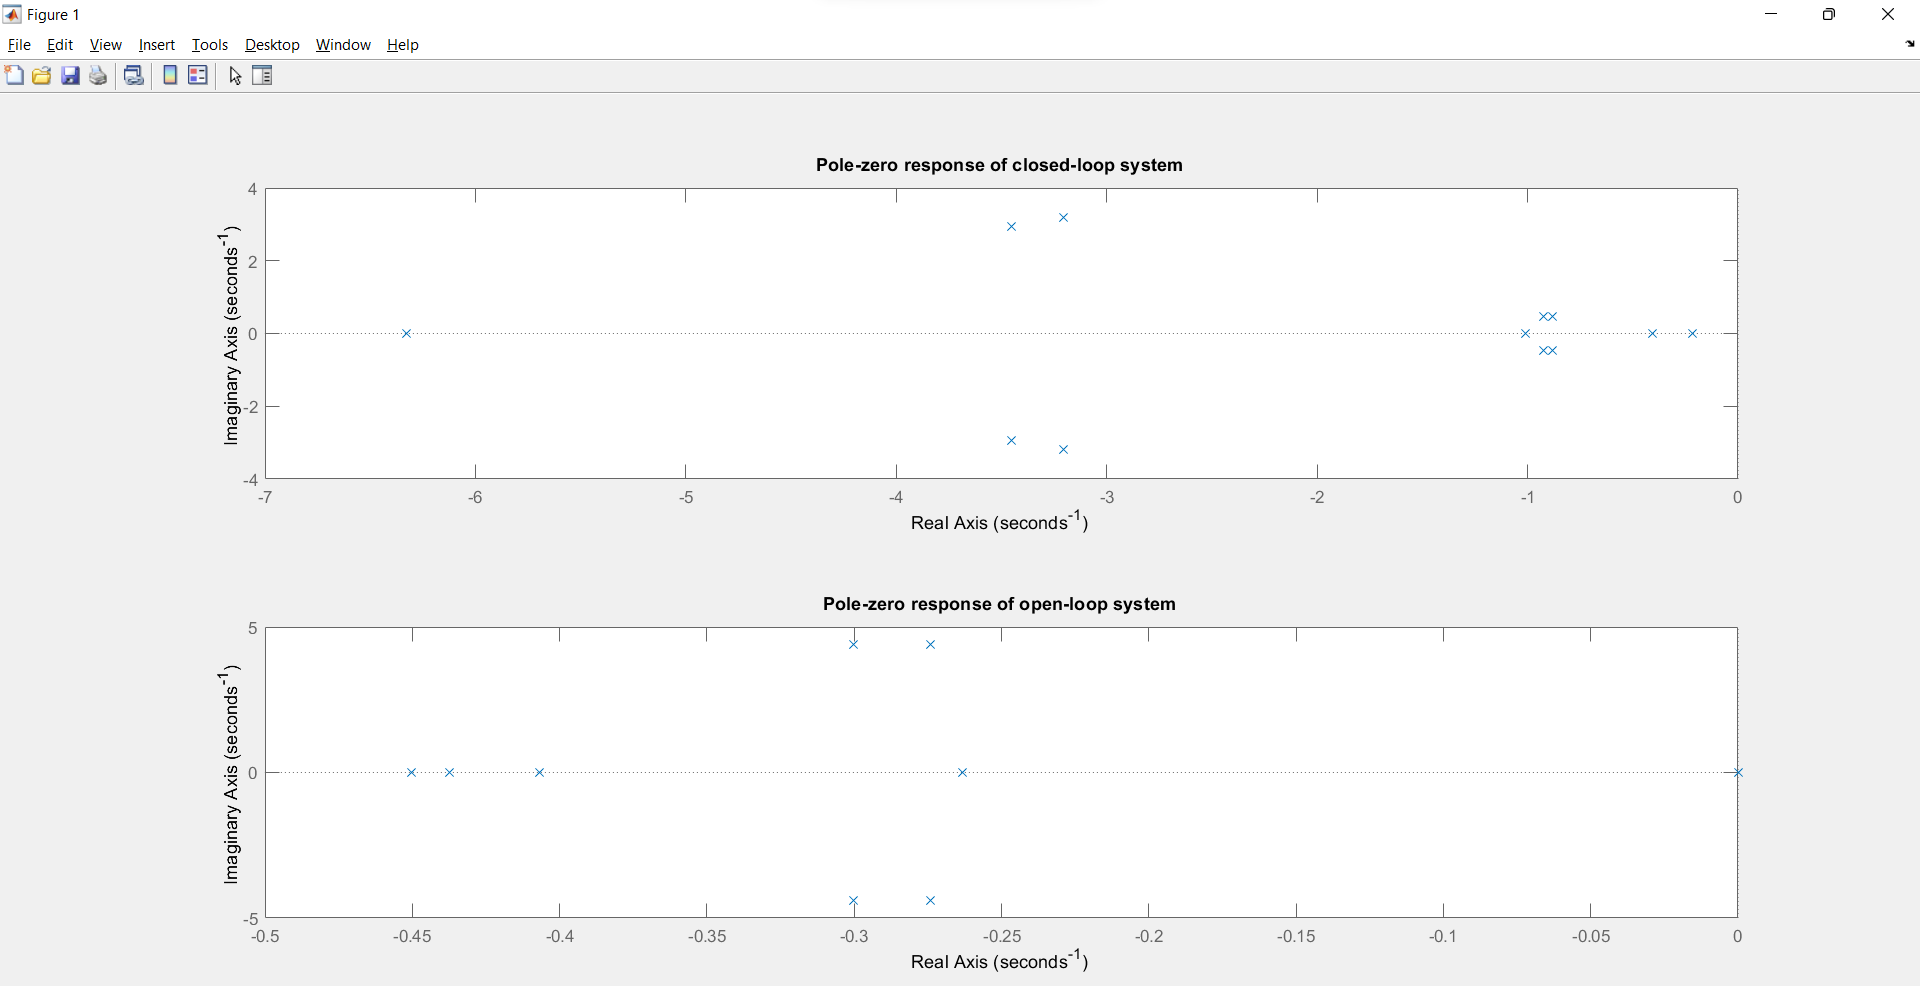 Figure 1
File Edit View Insert Tools Desktop Window Help
Pole-zero response of closed-loop system
4
2
0
-2
-4
Imaginary Axis (seconds⁻¹)
-7 -6 -5 -4 -3 -2 -1 0
Real Axis (seconds⁻¹)
Pole-zero response of open-loop system
5
0
-5
Imaginary Axis (seconds⁻¹)
-0.5 -0.45 -0.4 -0.35 -0.3 -0.25 -0.2 -0.15 -0.1 -0.05 0
Real Axis (seconds⁻¹)